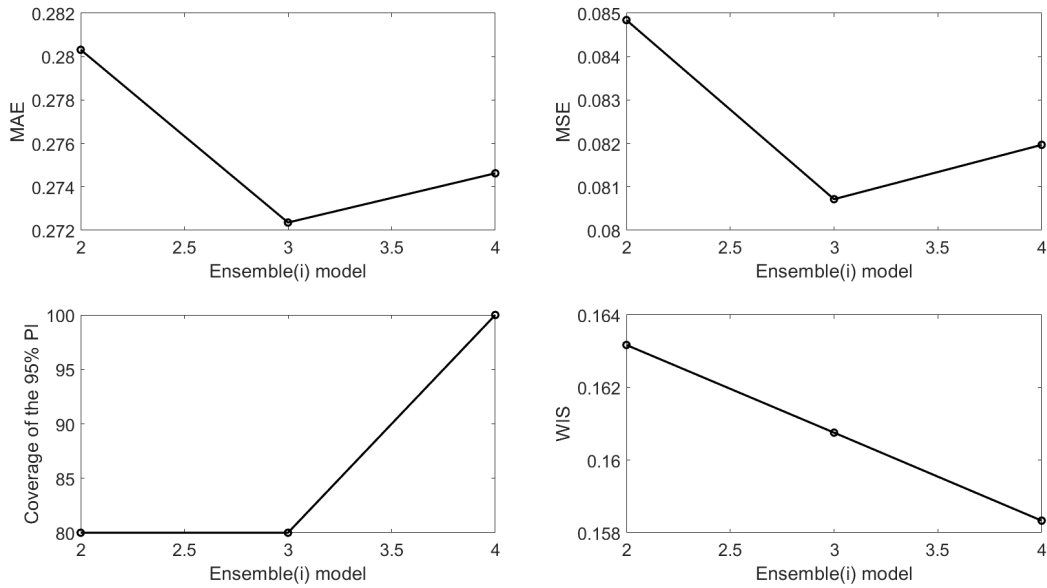 MAE
0.282
0.28
0.278
0.276
0.274
0.272
2 2.5 3 3.5 4
Ensemble(i) model
MSE
0.085
0.084
0.083
0.082
0.081
0.08
2 2.5 3 3.5 4
Ensemble(i) model
Coverage of the 95% PI
100
95
90
85
80
2 2.5 3 3.5 4
Ensemble(i) model
WIS
0.164
0.162
0.16
0.158
2 2.5 3 3.5 4
Ensemble(i) model